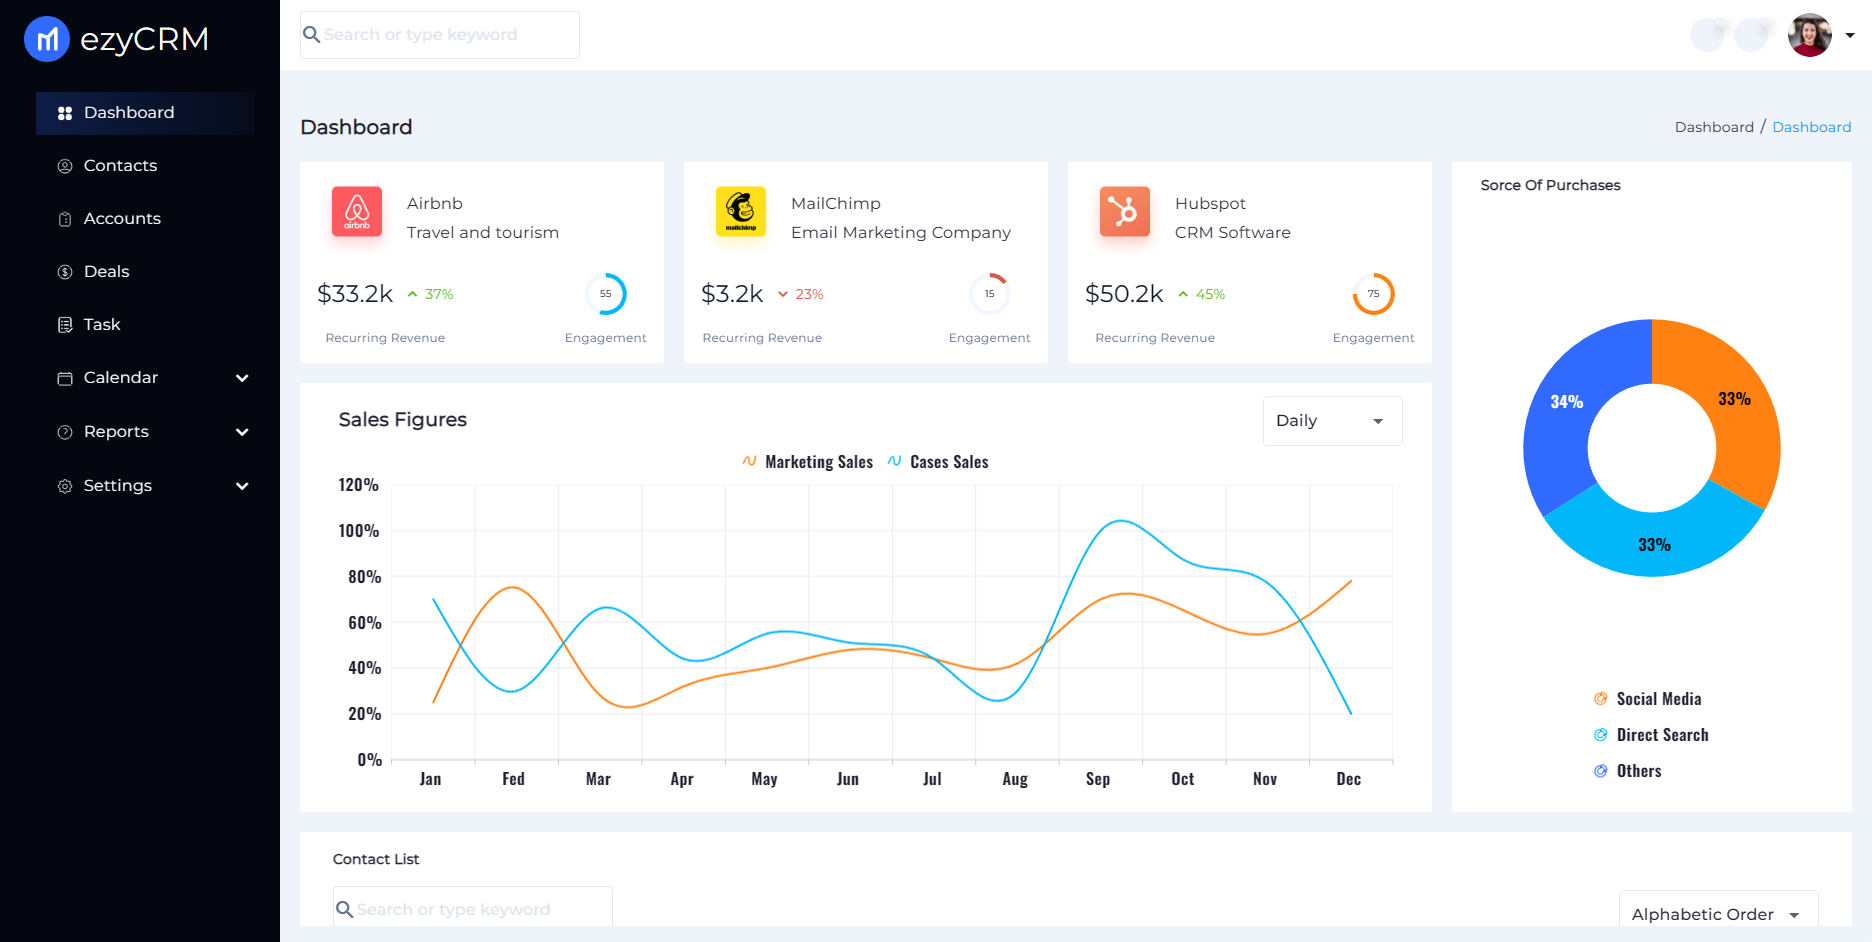 ezyCRM
Search or type keyword
Dashboard
Contacts
Accounts
Deals
Task
Calendar
Reports
Settings
Dashboard
Dashboard / Dashboard
airbnb
Airbnb
Travel and tourism
$33.2k 37% 55
Recurring Revenue Engagement
mailchimp
MailChimp
Email Marketing Company
$3.2k 23% 15
Recurring Revenue Engagement
Hubspot
CRM Software
$50.2k 45% 75
Recurring Revenue Engagement
Sorce Of Purchases
34%
33%
33%
Social Media
Direct Search
Others
Sales Figures
Daily
Marketing Sales Cases Sales
120%
100%
80%
60%
40%
20%
0%
Jan Fed Mar Apr May Jun Jul Aug Sep Oct Nov Dec
Contact List
Search or type keyword
Alphabetic Order